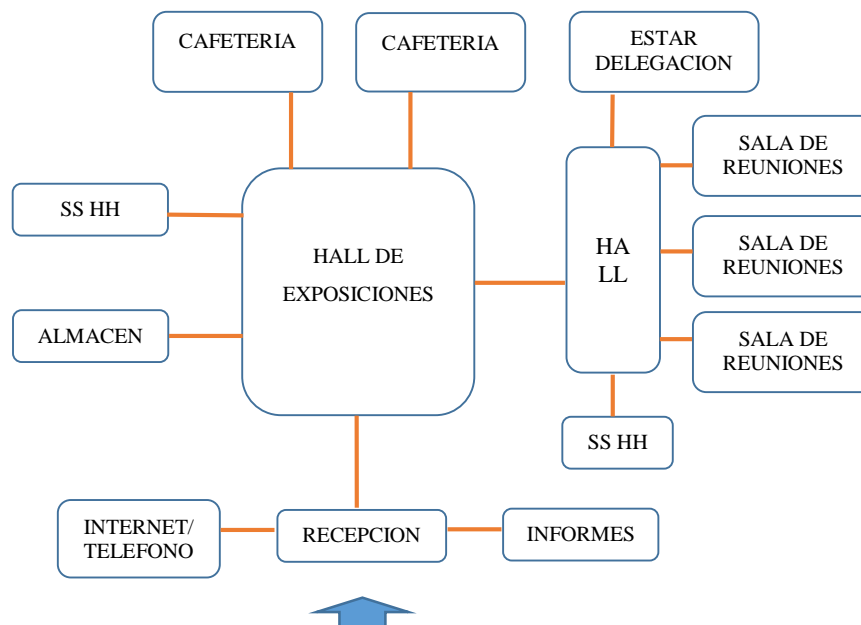 CAFETERIA
CAFETERIA
ESTAR
DELEGACION
SALA DE
REUNIONES
SS HH
HALL DE
EXPOSICIONES
HA
LL
SALA DE
REUNIONES
ALMACEN
SALA DE
REUNIONES
SS HH
INTERNET/
TELEFONO
RECEPCION
INFORMES